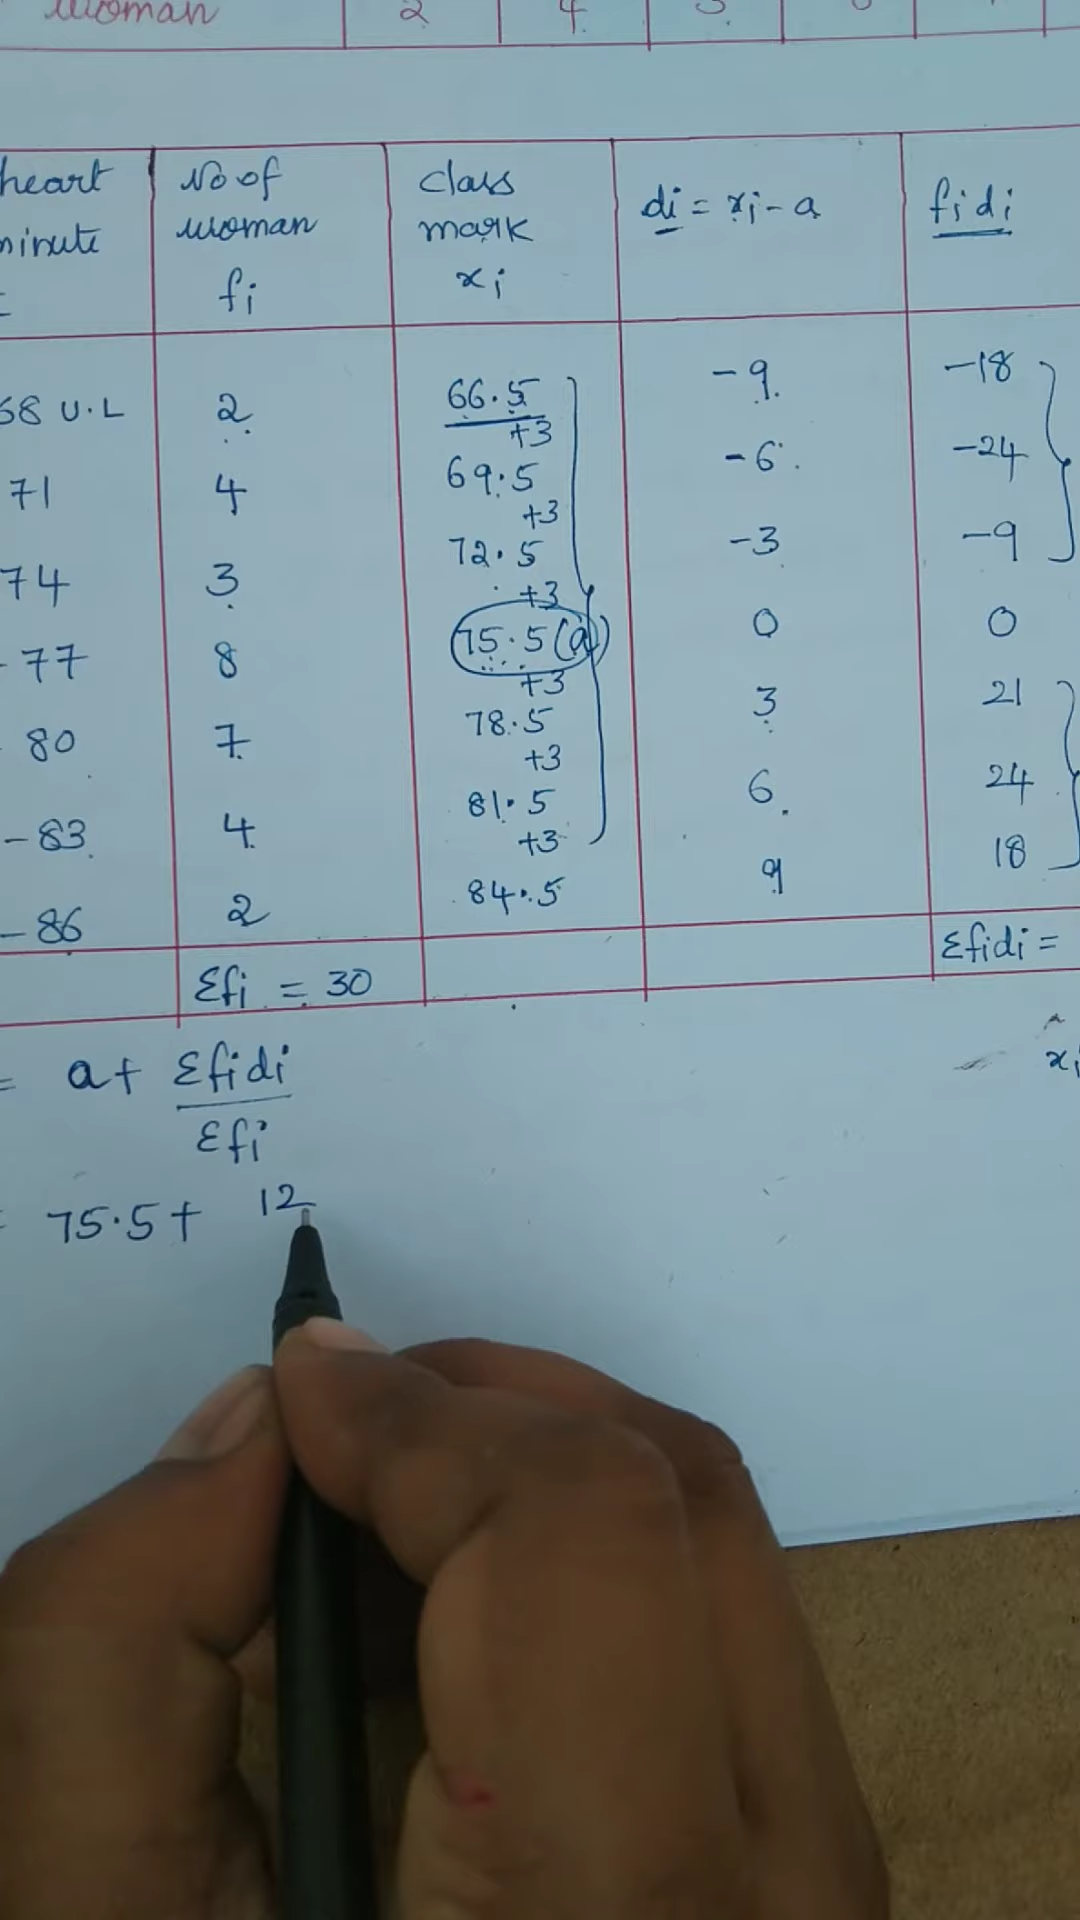 woman 2 4 3
heart No of class di = xi - a fidi
minute woman mark
fi xi
68 U.L 2 66.5 -9 -18
+3
71 4 69.5 -6 -24
+3
74 3 72.5 -3 -9
+3
- 77 8 75.5 (a) 0 0
+3
- 80 7 78.5 3 21
+3
- 83 4 81.5 6 24
+3
- 86 2 84.5 9 18
Σfi = 30 Σfidi =
= a + Σfidi xi
Σfi
= 75.5 + 12